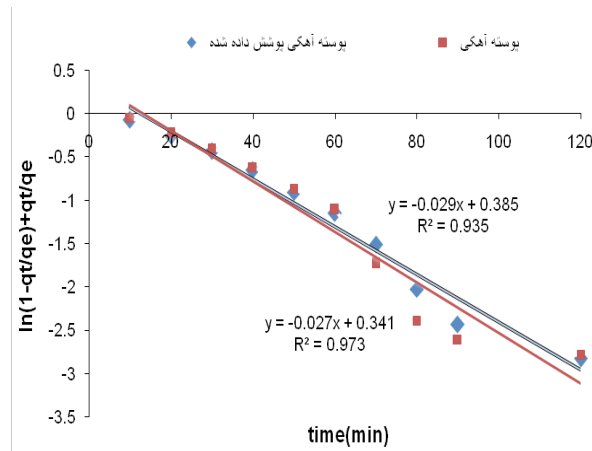 پوسته آهکی پوشش داده شده
پوسته آهکی
0.5
0
-0.5
-1
-1.5
-2
-2.5
-3
-3.5
0
20
40
60
80
100
120
y = -0.029x + 0.385
R² = 0.935
y = -0.027x + 0.341
R² = 0.973
ln(1-qt/qe)+qt/qe
time(min)